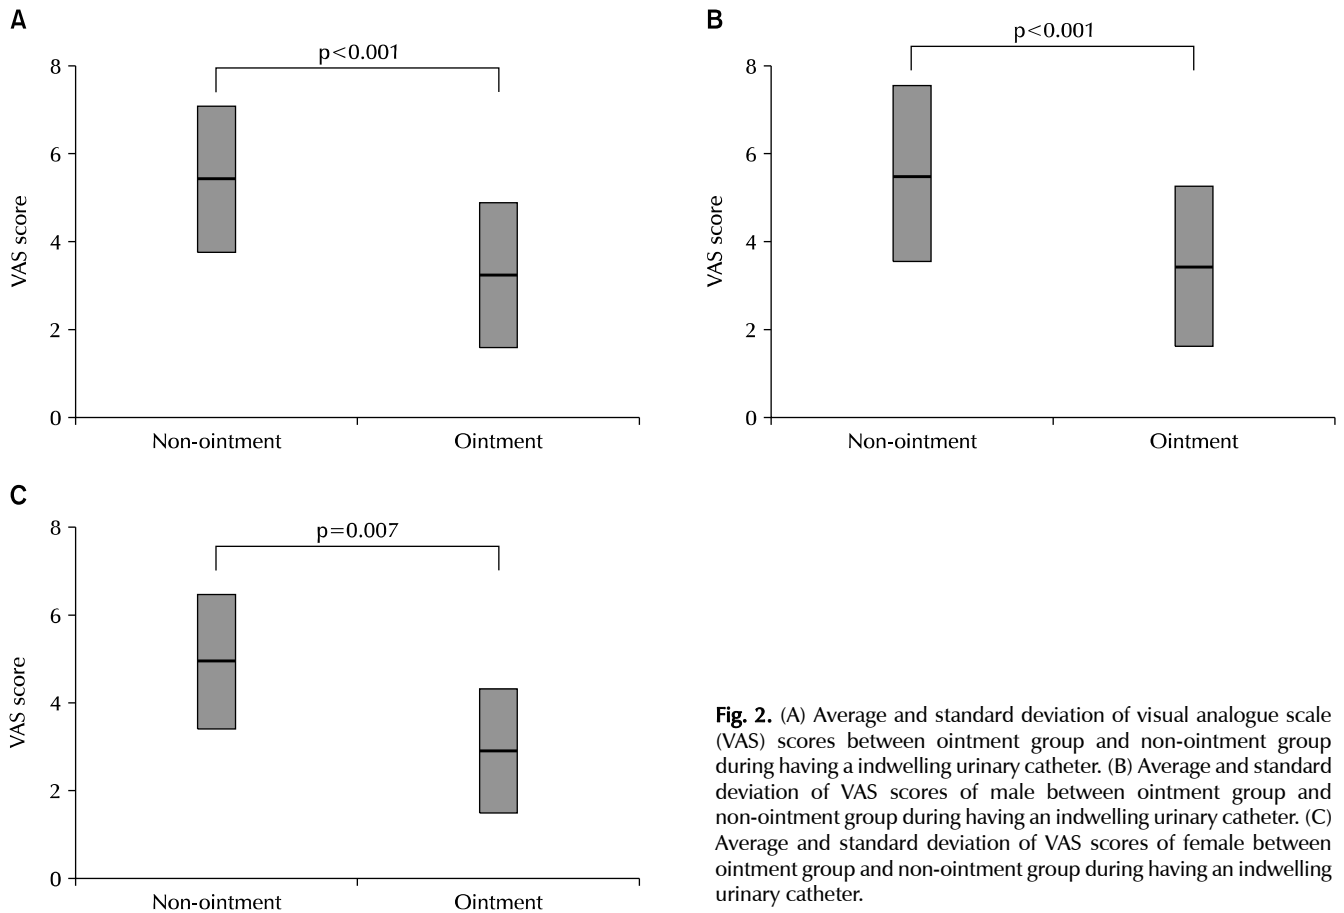 A
p<0.001
8
6
4
2
0
VAS score
Non-ointment
Ointment
B
p<0.001
8
6
4
2
0
VAS score
Non-ointment
Ointment
C
p=0.007
8
6
4
2
0
VAS score
Non-ointment
Ointment
Fig. 2. (A) Average and standard deviation of visual analogue scale
(VAS) scores between ointment group and non-ointment group
during having a indwelling urinary catheter. (B) Average and standard
deviation of VAS scores of male between ointment group and
non-ointment group during having an indwelling urinary catheter. (C)
Average and standard deviation of VAS scores of female between
ointment group and non-ointment group during having an indwelling
urinary catheter.